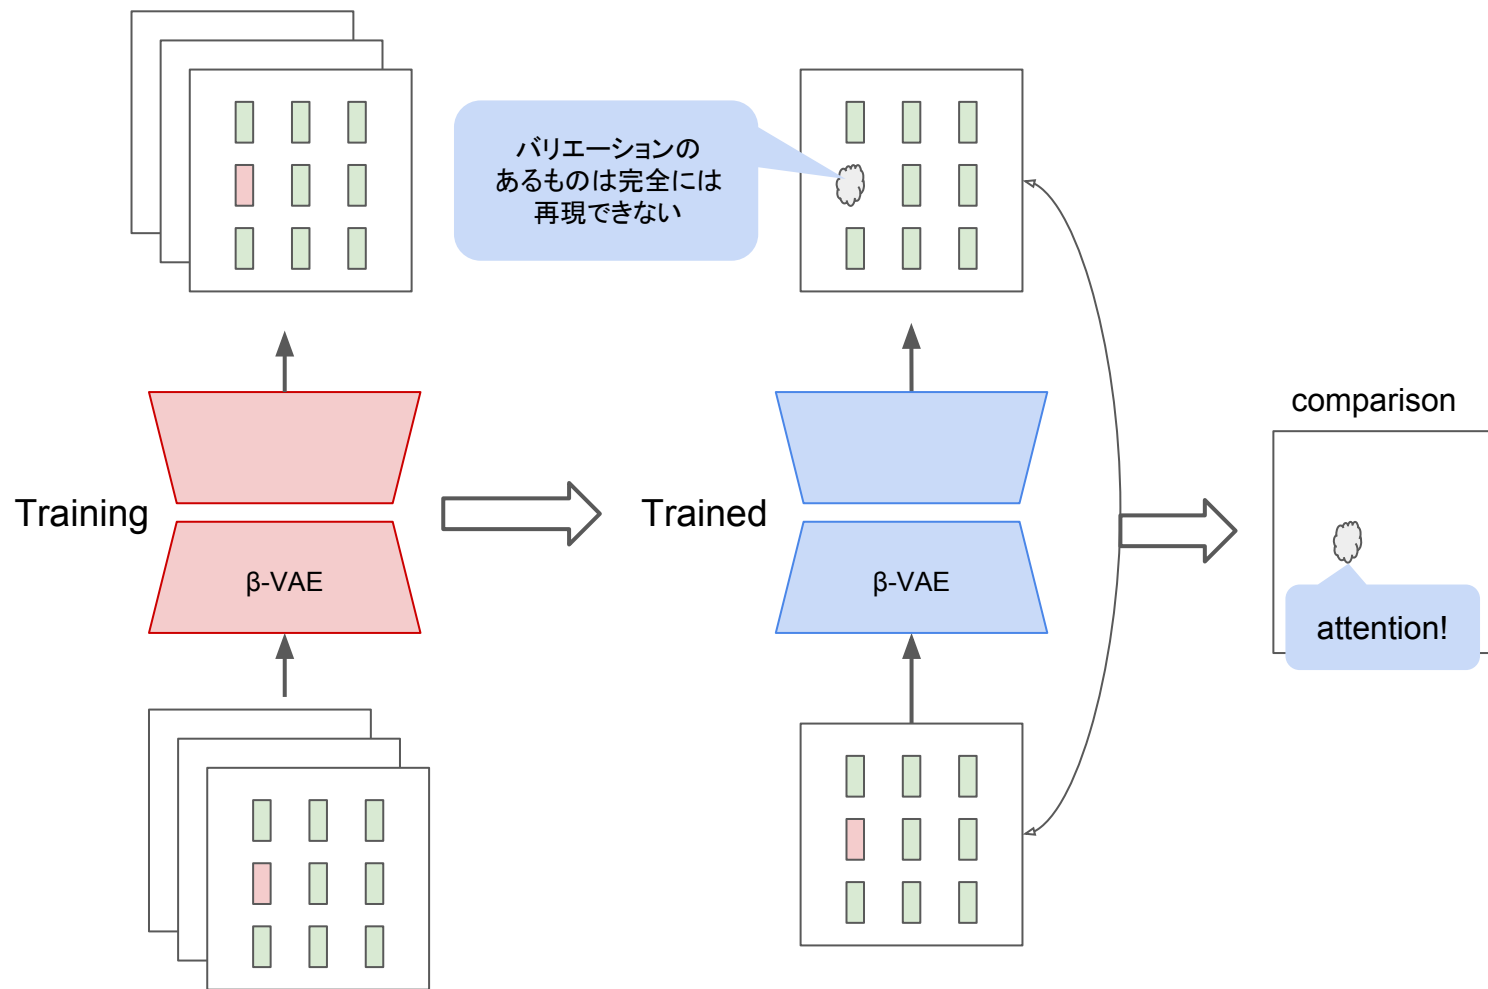 バリエーションの
あるものは完全には
再現できない
Training
β-VAE
Trained
β-VAE
comparison
attention!